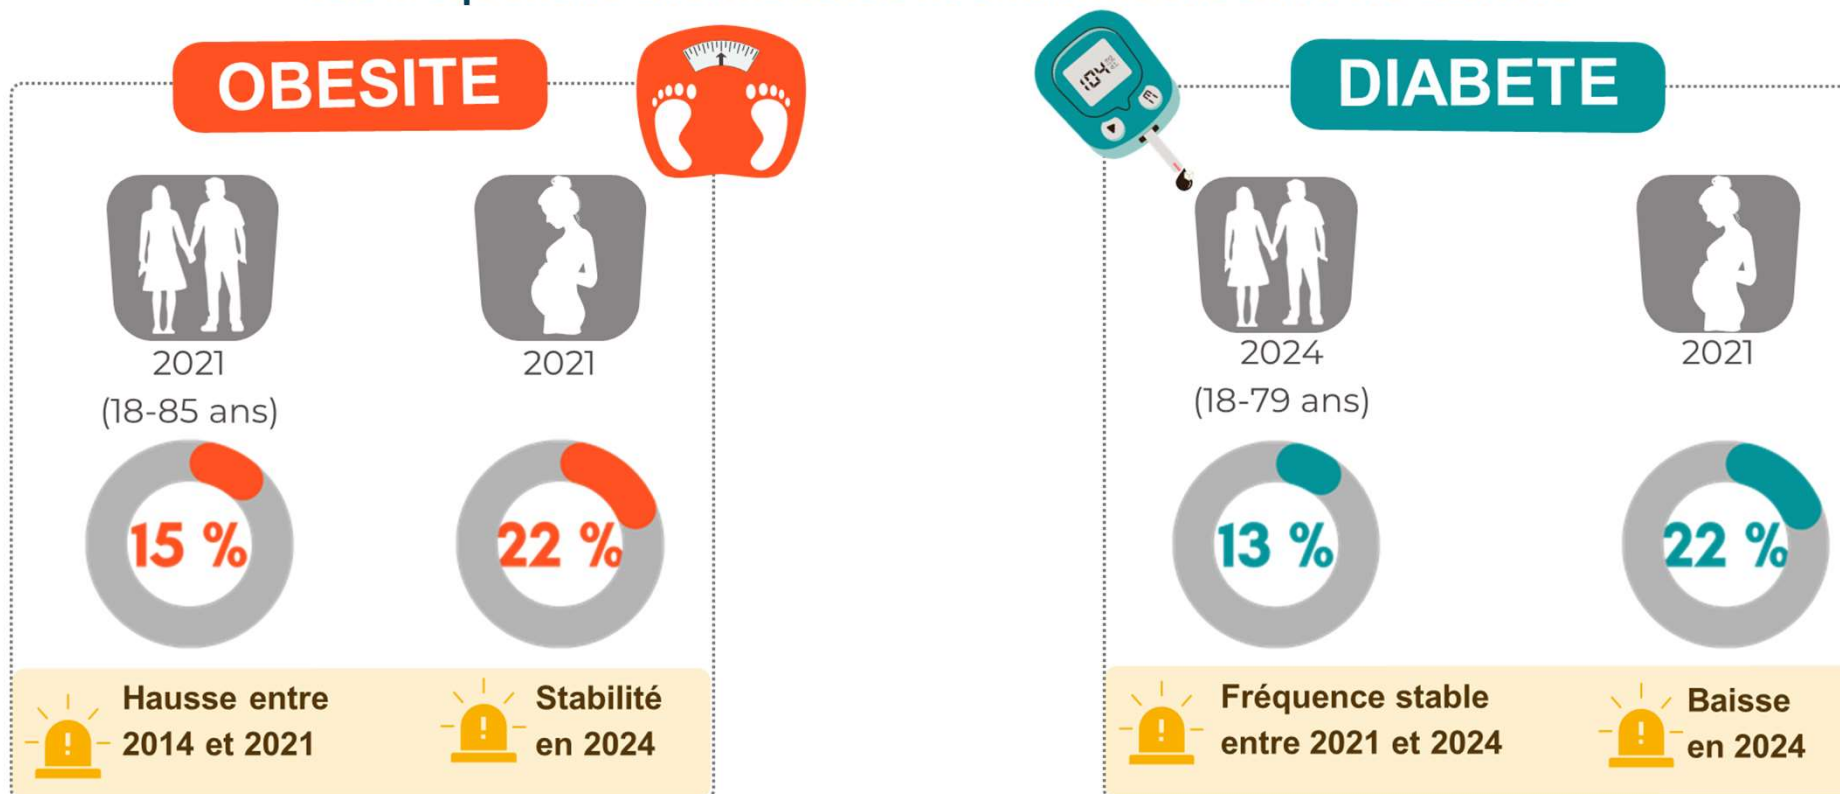 OBESITE
2021
(18-85 ans)
15 %
Hausse entre
2014 et 2021
2021
22 %
Stabilité
en 2024
104
DIABETE
2024
(18-79 ans)
13 %
Fréquence stable
entre 2021 et 2024
2021
22 %
Baisse
en 2024